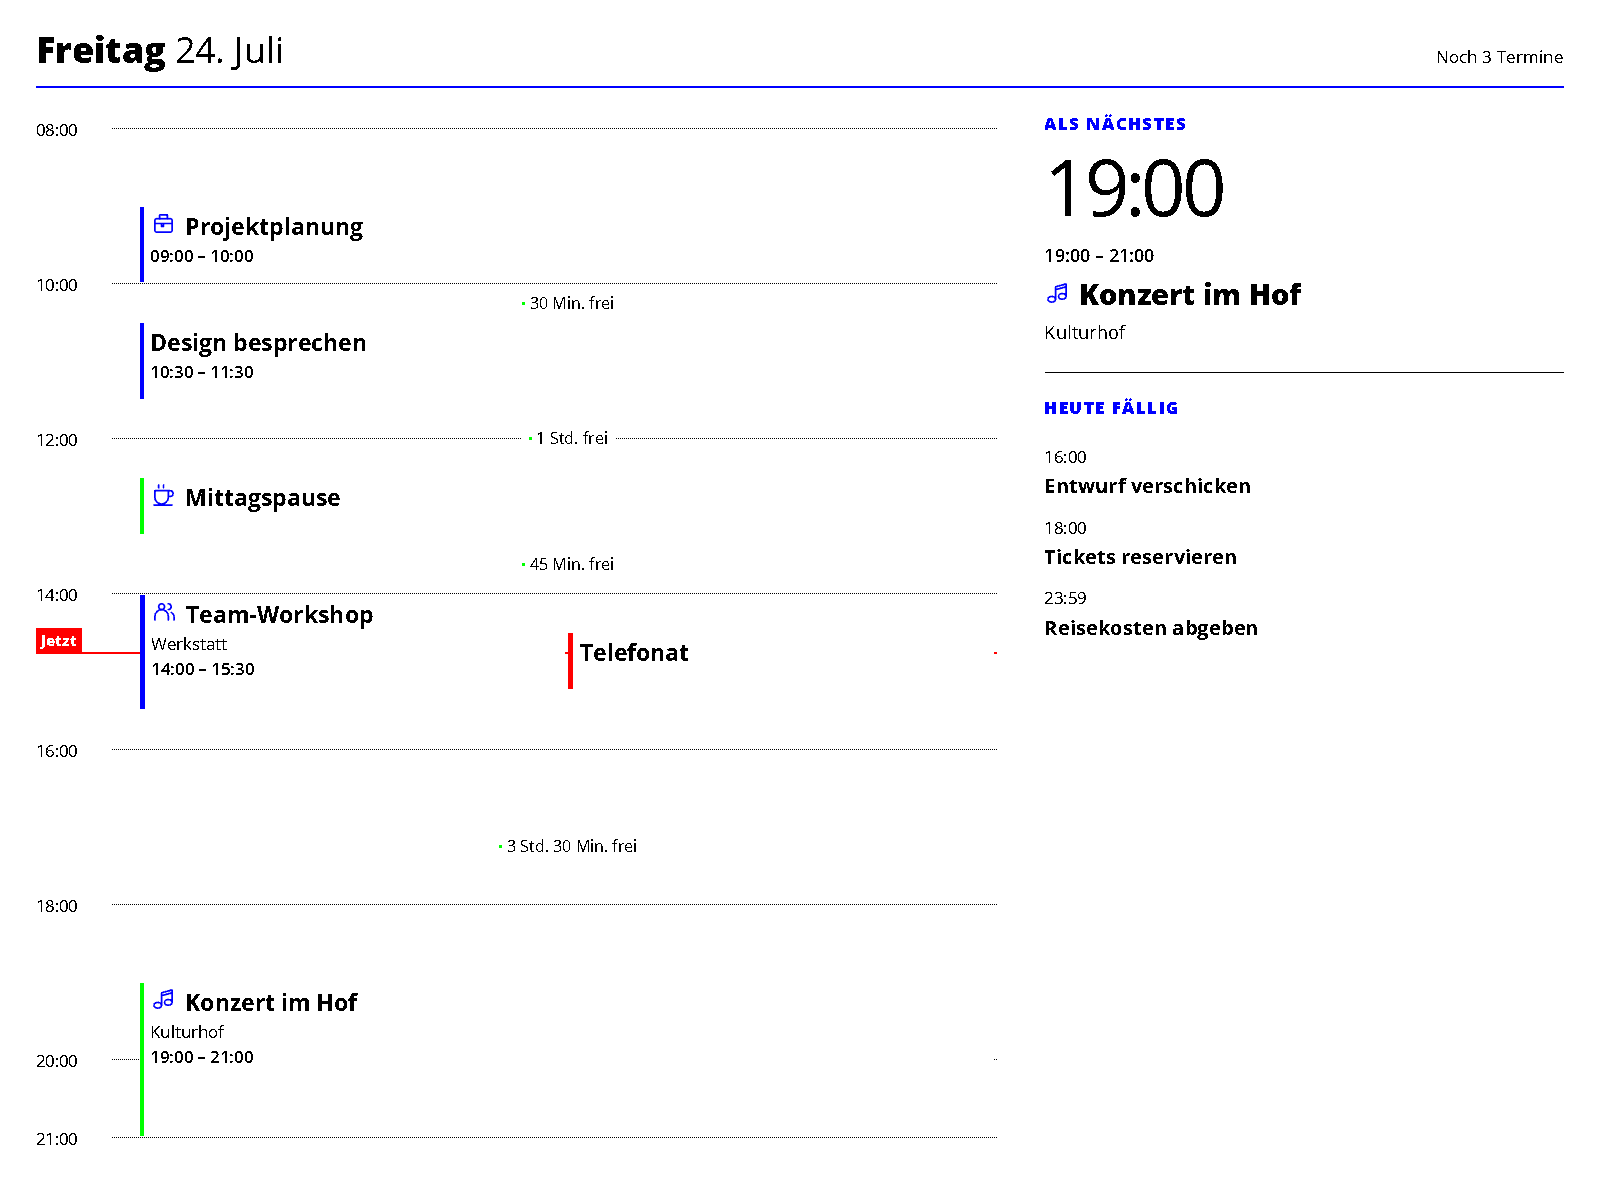 Freitag 24. Juli
Noch 3 Termine
08:00
Projektplanung
09:00 – 10:00
10:00
30 Min. frei
Design besprechen
10:30 – 11:30
12:00
1 Std. frei
Mittagspause
45 Min. frei
14:00
Team-Workshop
Jetzt
Werkstatt
14:00 – 15:30
Telefonat
16:00
3 Std. 30 Min. frei
18:00
Konzert im Hof
Kulturhof
19:00 – 21:00
20:00
21:00
ALS NÄCHSTES
19:00
19:00 – 21:00
Konzert im Hof
Kulturhof
HEUTE FÄLLIG
16:00
Entwurf verschicken
18:00
Tickets reservieren
23:59
Reisekosten abgeben